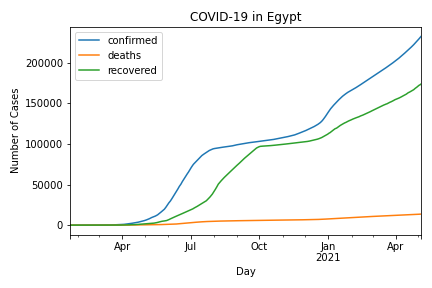 COVID-19 in Egypt
confirmed
deaths
recovered
Number of Cases
200000
150000
100000
50000
0
Apr Jul Oct Jan Apr
2021
Day